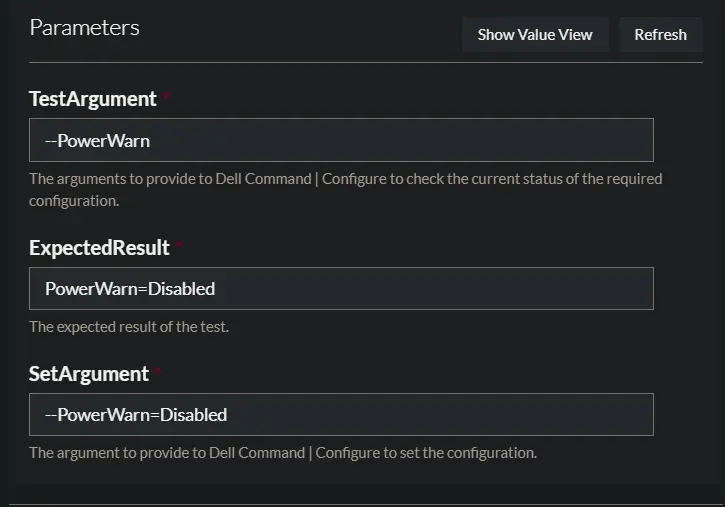 Parameters
Show Value View
Refresh
TestArgument *
--PowerWarn
The arguments to provide to Dell Command | Configure to check the current status of the required
configuration.
ExpectedResult *
PowerWarn=Disabled
The expected result of the test.
SetArgument *
--PowerWarn=Disabled
The argument to provide to Dell Command | Configure to set the configuration.